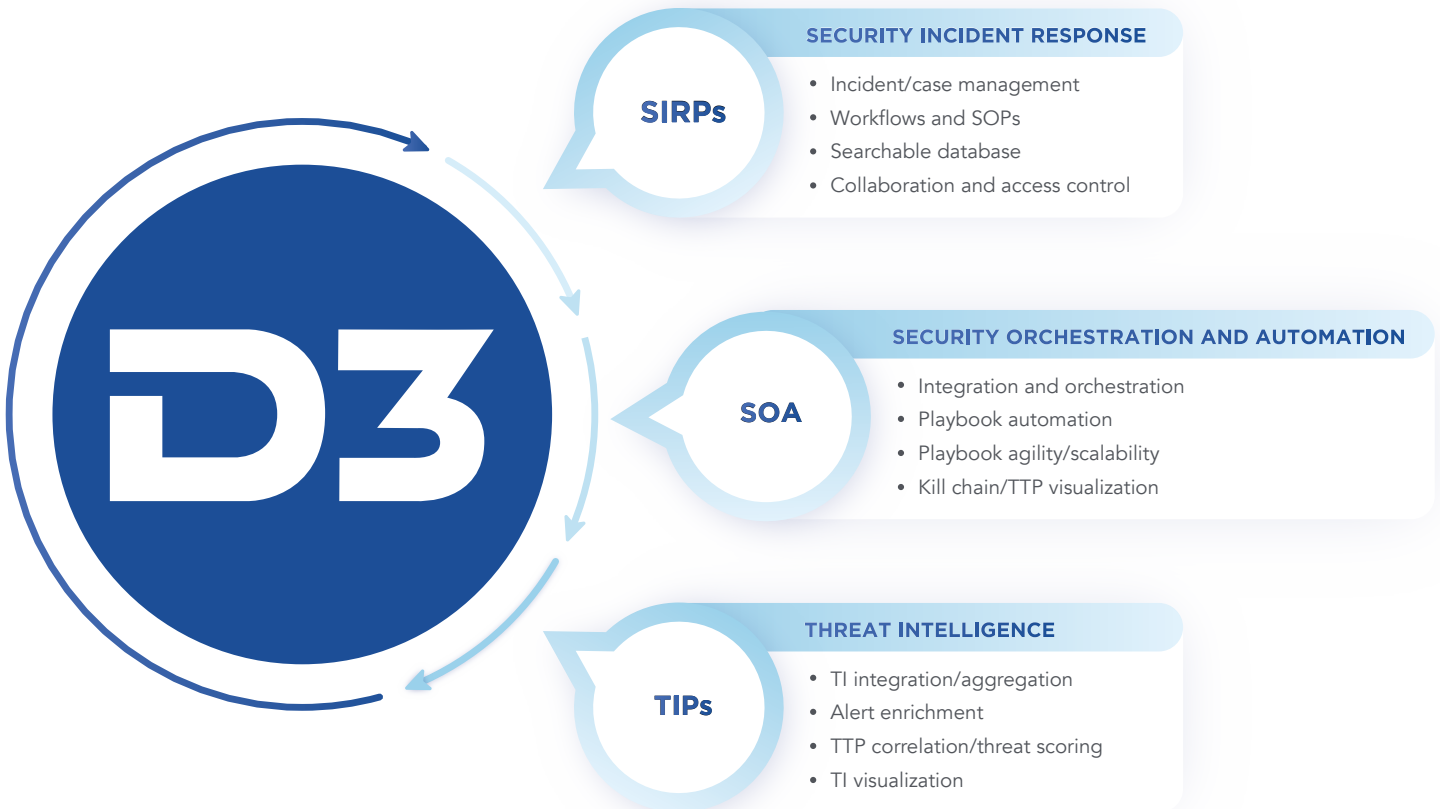 D3
SIRPs
SECURITY INCIDENT RESPONSE
• Incident/case management
• Workflows and SOPs
• Searchable database
• Collaboration and access control
SOA
SECURITY ORCHESTRATION AND AUTOMATION
• Integration and orchestration
• Playbook automation
• Playbook agility/scalability
• Kill chain/TTP visualization
TIPs
THREAT INTELLIGENCE
• TI integration/aggregation
• Alert enrichment
• TTP correlation/threat scoring
• TI visualization